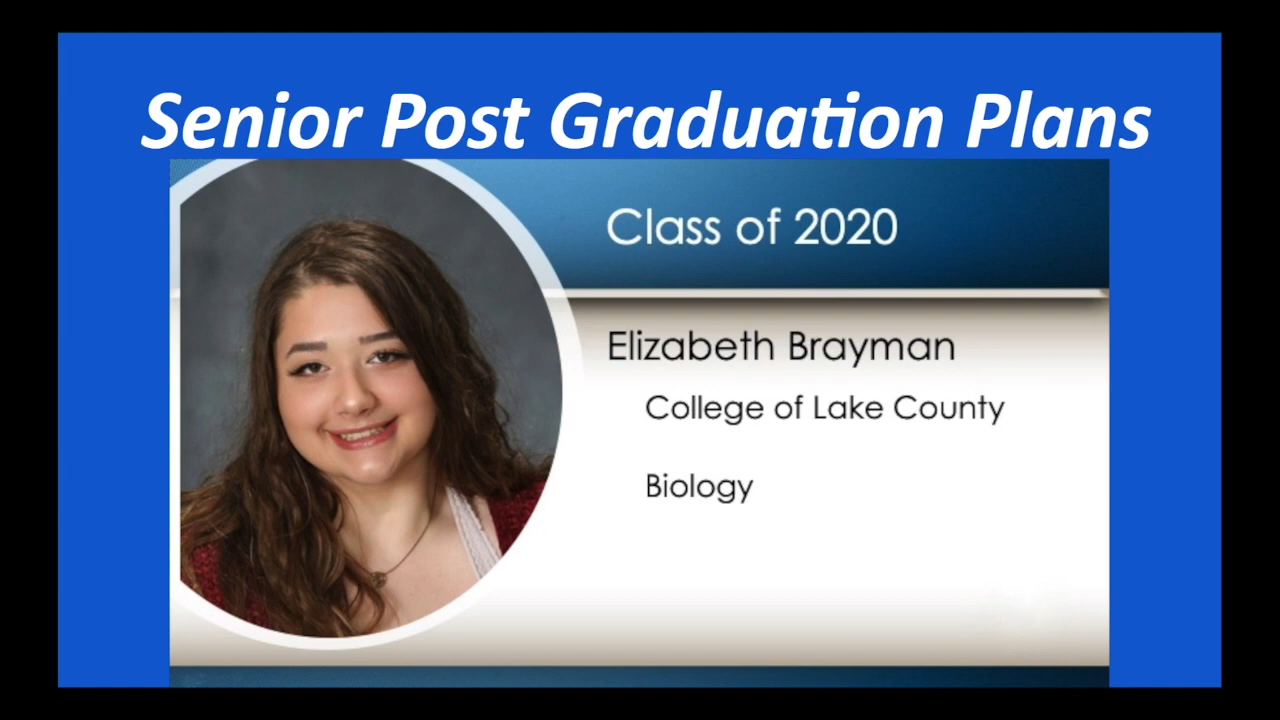 Senior Post Graduation Plans
Class of 2020
Elizabeth Brayman
College of Lake County
Biology